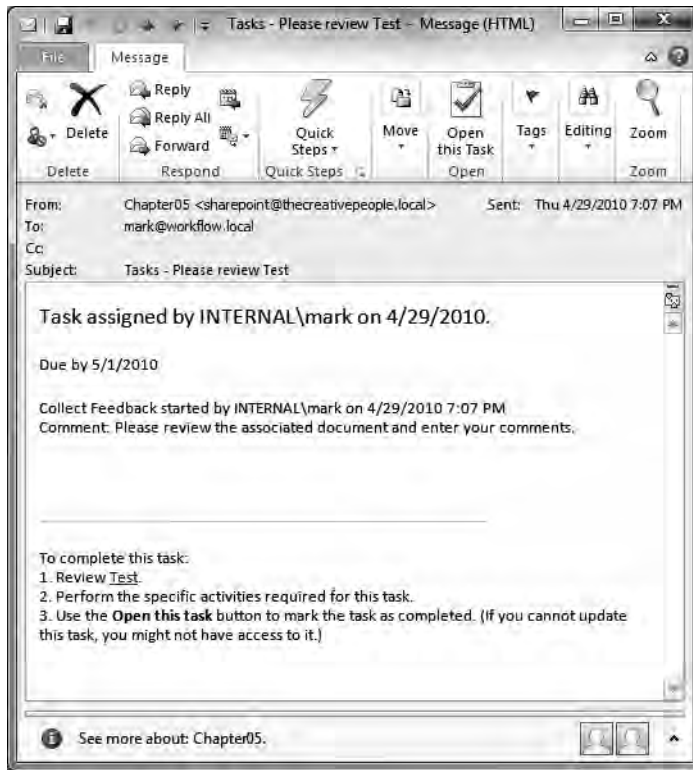 Tasks - Please review Test - Message (HTML)
File
Message
Delete
Delete
Reply
Reply All
Forward
Respond
Quick
Steps
Quick Steps
Move
Open
this Task
Open
Tags
Editing
Zoom
Zoom
From: Chapter05 <sharepoint@thecreativepeople.local> Sent: Thu 4/29/2010 7:07 PM
To: mark@workflow.local
Cc:
Subject: Tasks - Please review Test
Task assigned by INTERNAL\mark on 4/29/2010.
Due by 5/1/2010
Collect Feedback started by INTERNAL\mark on 4/29/2010 7:07 PM
Comment: Please review the associated document and enter your comments.
To complete this task:
1. Review Test.
2. Perform the specific activities required for this task.
3. Use the Open this task button to mark the task as completed. (If you cannot update
this task, you might not have access to it.)
See more about: Chapter05.